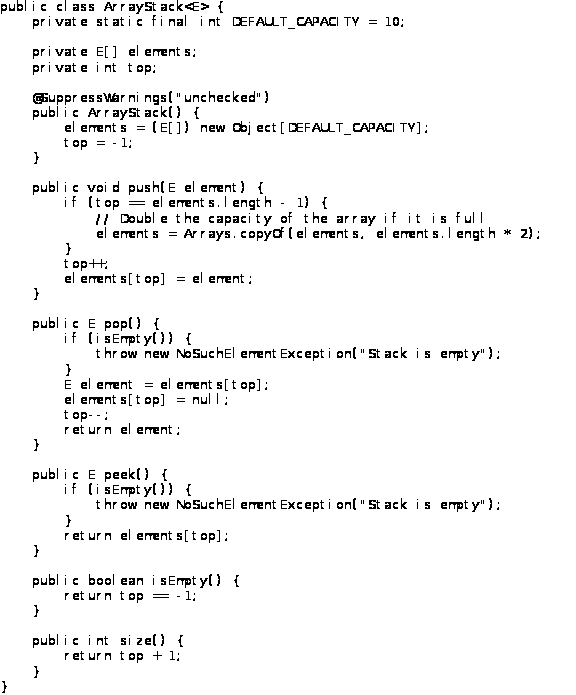 public class ArrayStack<E> {
    private static final int DEFAULT_CAPACITY = 10;

    private E[] elements;
    private int top;

    @SuppressWarnings("unchecked")
    public ArrayStack() {
        elements = (E[]) new Object[DEFAULT_CAPACITY];
        top = -1;
    }

    public void push(E element) {
        if (top == elements.length - 1) {
            // Double the capacity of the array if it is full
            elements = Arrays.copyOf(elements, elements.length * 2);
        }
        top++;
        elements[top] = element;
    }

    public E pop() {
        if (isEmpty()) {
            throw new NoSuchElementException("Stack is empty");
        }
        E element = elements[top];
        elements[top] = null;
        top--;
        return element;
    }

    public E peek() {
        if (isEmpty()) {
            throw new NoSuchElementException("Stack is empty");
        }
        return elements[top];
    }

    public boolean isEmpty() {
        return top == -1;
    }

    public int size() {
        return top + 1;
    }
}